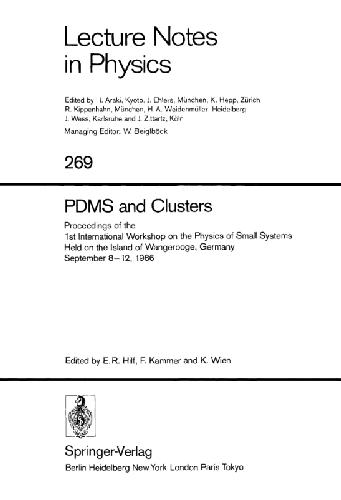 Lecture Notes
in Physics
Edited by H. Araki, Kyoto, J. Ehlers, München, K. Hepp, Zürich
R. Kippenhahn, München, H. A. Weidenmüller, Heidelberg
J. Wess, Karlsruhe and J. Zittartz, Köln
Managing Editor: W. Beiglböck
269
PDMS and Clusters
Proceedings of the
1st International Workshop on the Physics of Small Systems
Held on the Island of Wangerooge, Germany
September 8–12, 1986
Edited by E. R. Hilf, F. Kammer and K. Wien
Springer-Verlag
Berlin Heidelberg New York London Paris Tokyo